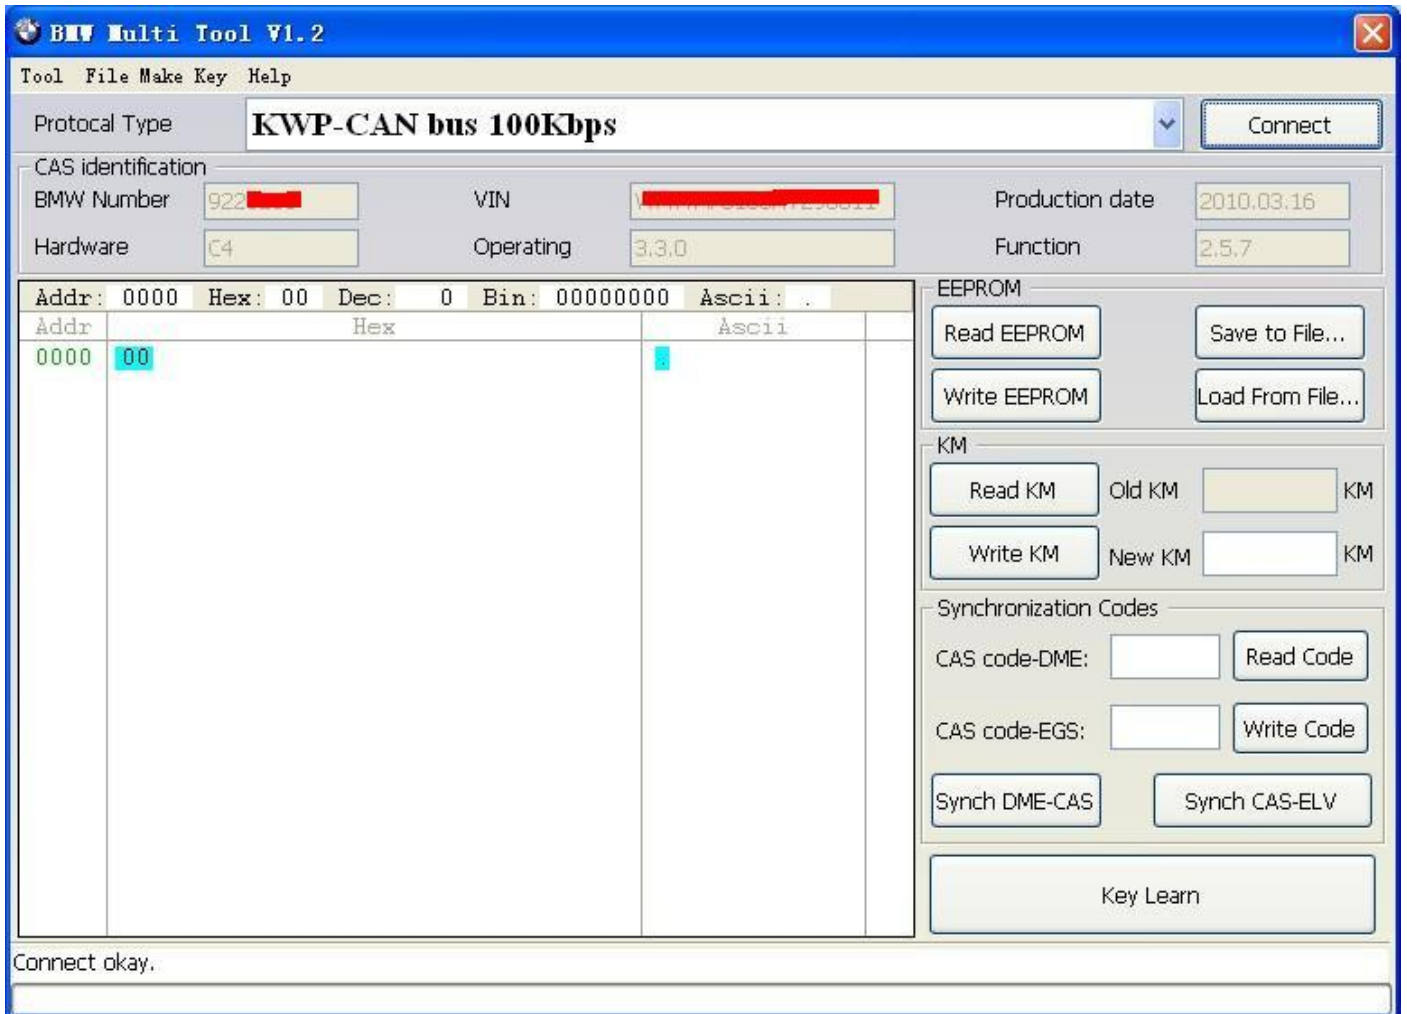 BMW Multi Tool V1.2
Tool File Make Key Help
Protocal Type KWP-CAN bus 100Kbps Connect
CAS identification
BMW Number 922 VIN Production date 2010.03.16
Hardware C4 Operating 3.3.0 Function 2.5.7
Addr: 0000 Hex: 00 Dec: 0 Bin: 00000000 Ascii: .
Addr Hex Ascii
0000 00 .
EEPROM
Read EEPROM Save to File...
Write EEPROM Load From File...
KM
Read KM Old KM KM
Write KM New KM KM
Synchronization Codes
CAS code-DME: Read Code
CAS code-EGS: Write Code
Synch DME-CAS Synch CAS-ELV
Key Learn
Connect okay.